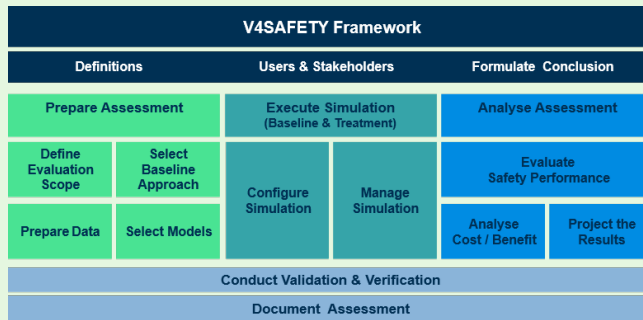 V4SAFETY Framework
Definitions
Users & Stakeholders
Formulate Conclusion
Prepare Assessment
Execute Simulation
(Baseline & Treatment)
Analyse Assessment
Define
Evaluation
Scope
Select
Baseline
Approach
Configure
Simulation
Manage
Simulation
Evaluate
Safety Performance
Prepare Data
Select Models
Analyse
Cost / Benefit
Project the
Results
Conduct Validation & Verification
Document Assessment